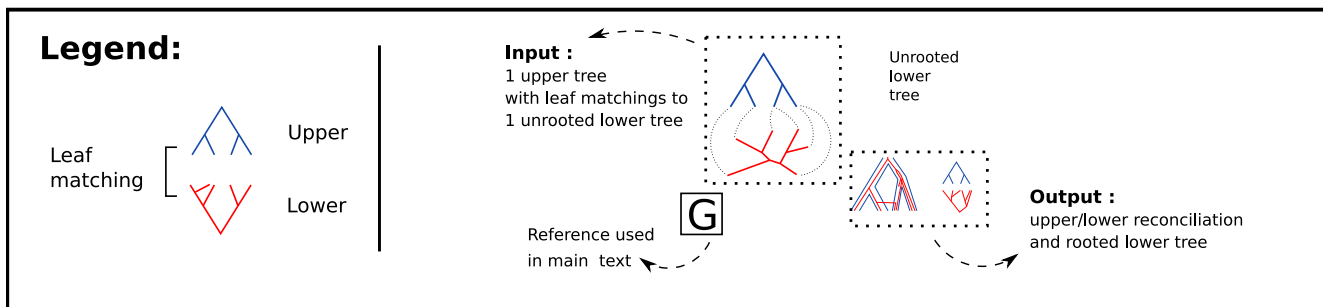 Legend:
Leaf
matching
Upper
Lower
Input :
1 upper tree
with leaf matchings to
1 unrooted lower tree
Unrooted
lower
tree
G
Reference used
in main text
Output :
upper/lower reconciliation
and rooted lower tree